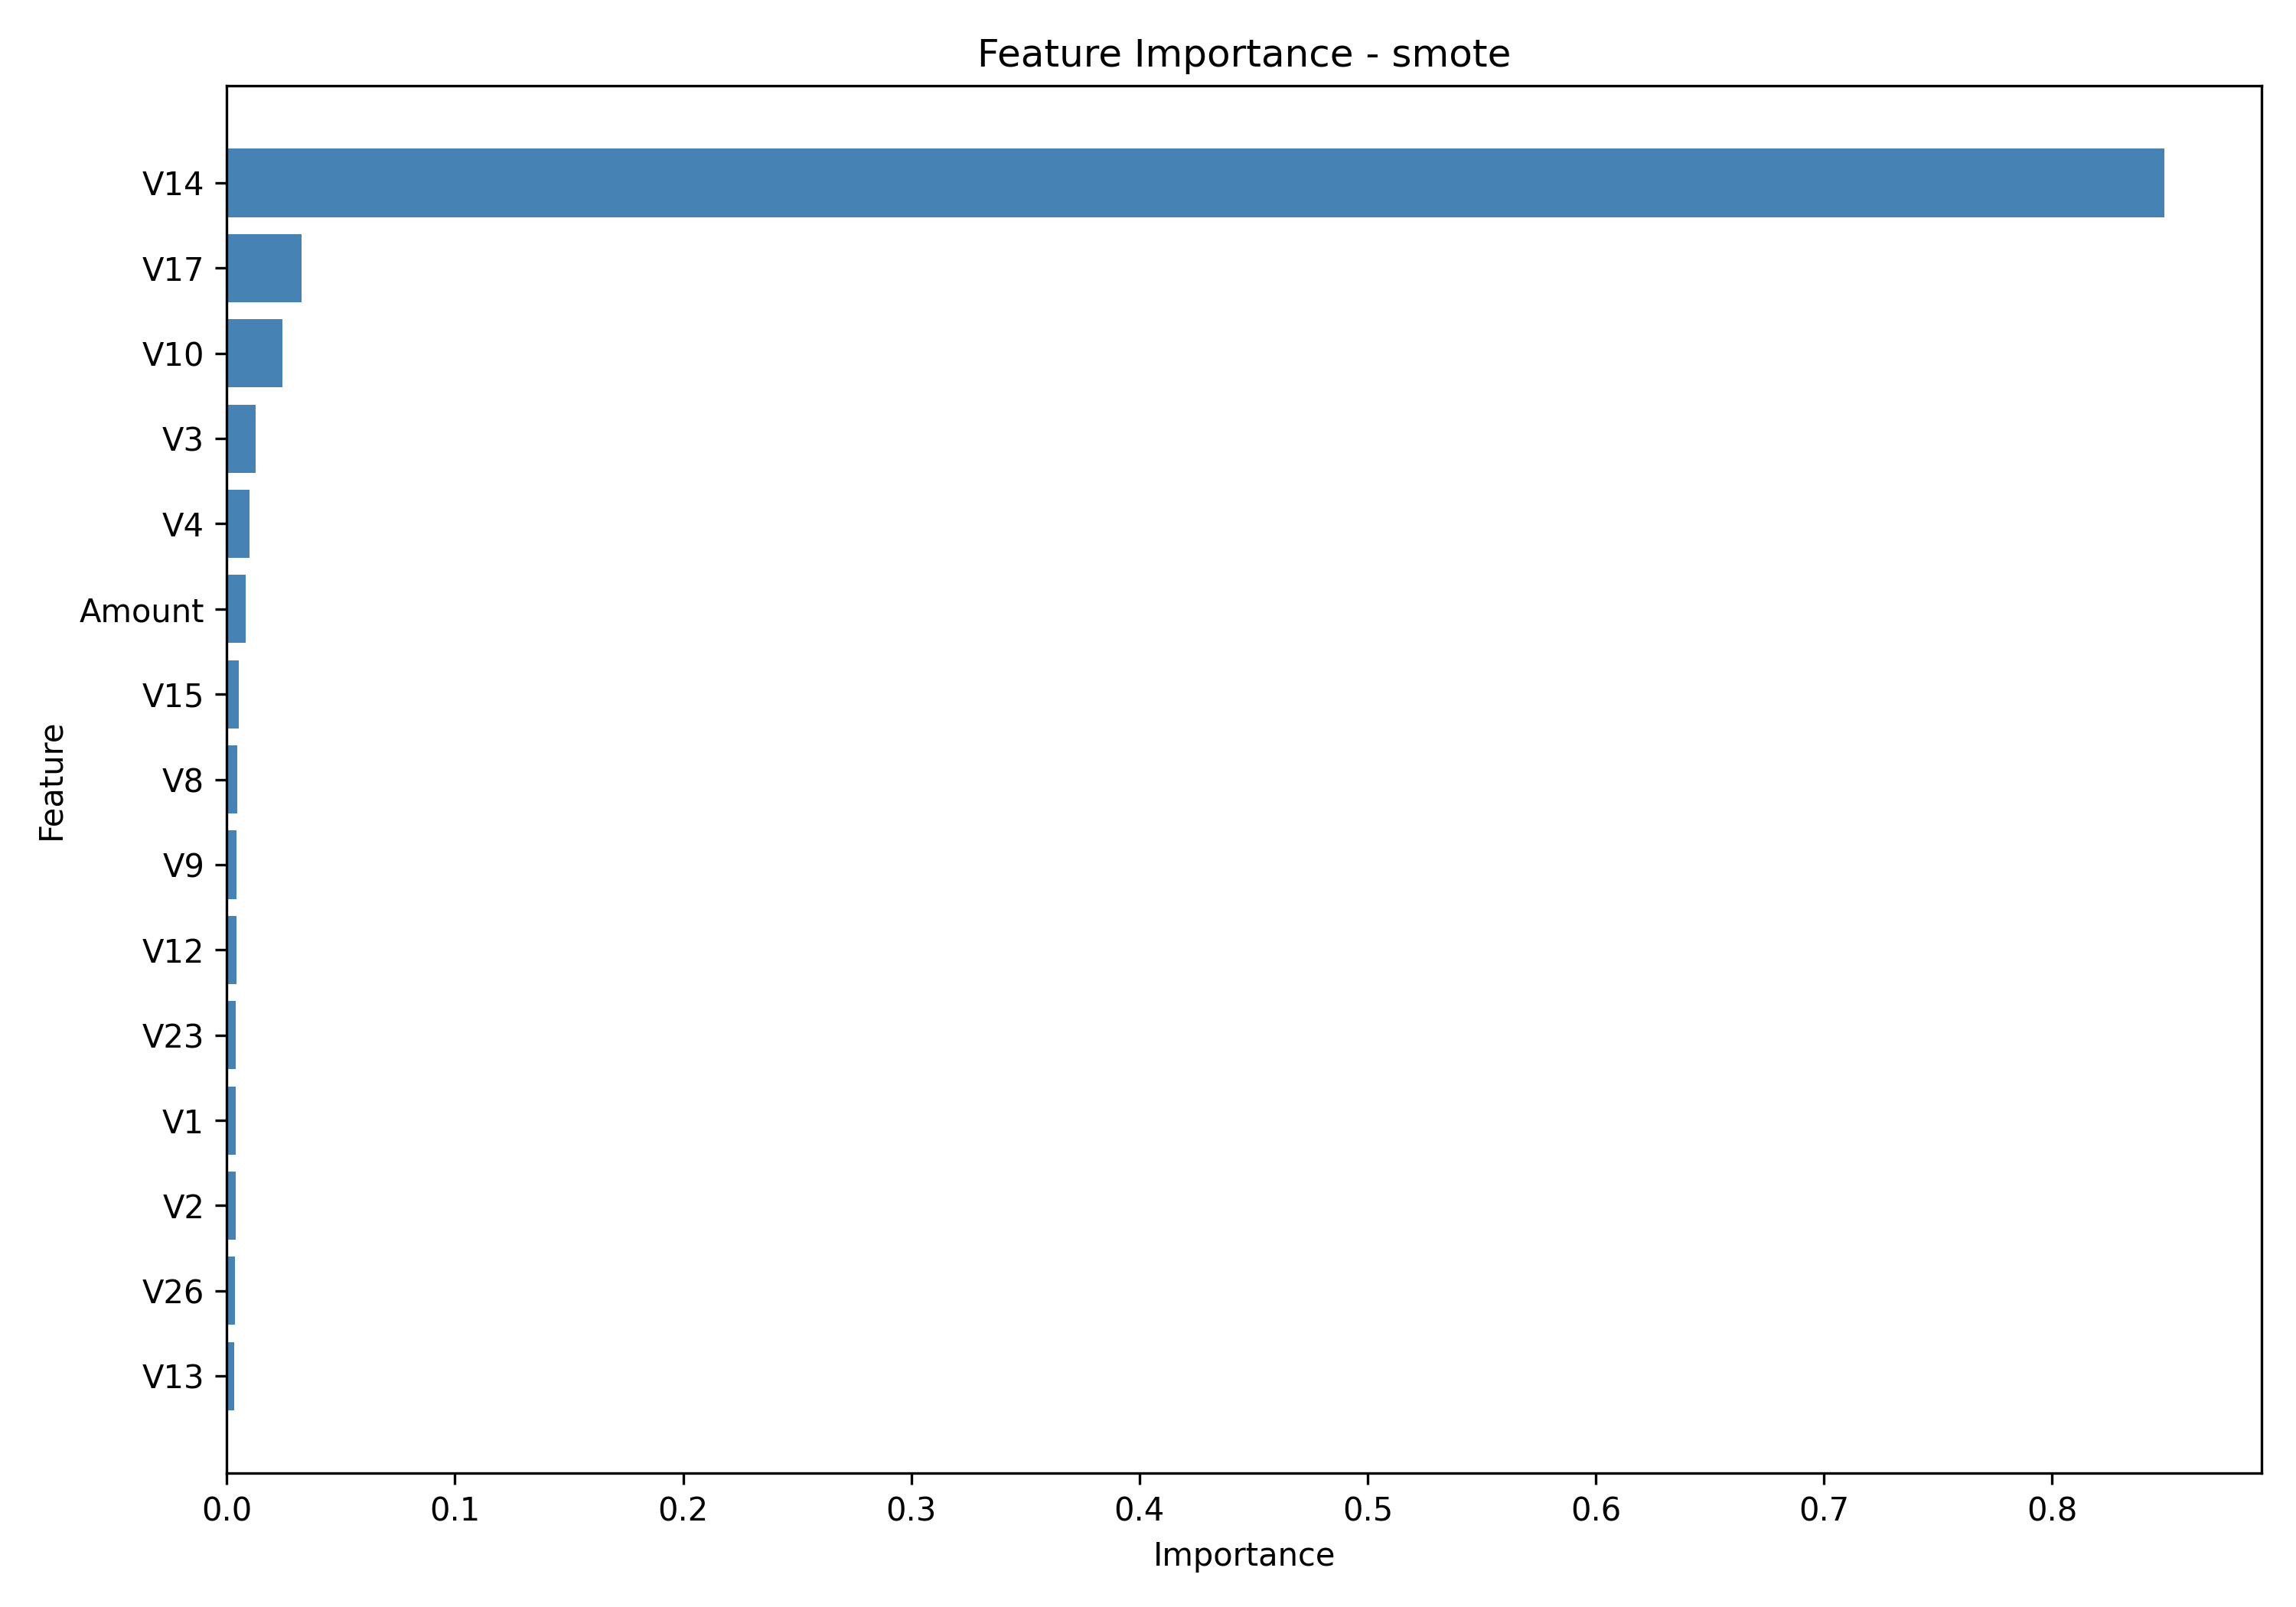 Feature Importance - smote
V14
V17
V10
V3
V4
Amount
V15
V8
V9
V12
V23
V1
V2
V26
V13
Feature
0.0 0.1 0.2 0.3 0.4 0.5 0.6 0.7 0.8
Importance